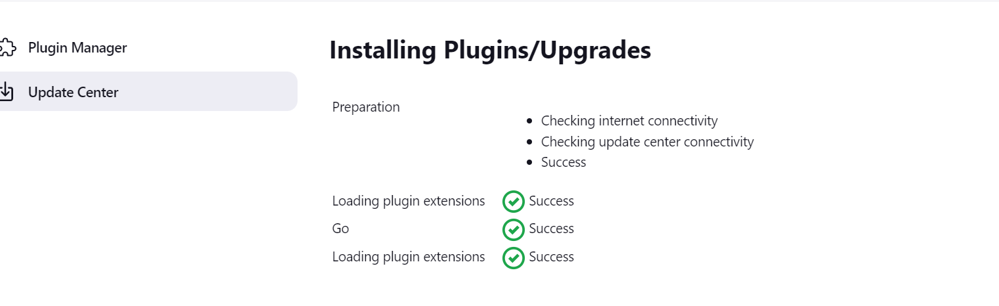 Plugin Manager
Update Center
Installing Plugins/Upgrades
Preparation
Checking internet connectivity
Checking update center connectivity
Success
Loading plugin extensions Success
Go Success
Loading plugin extensions Success